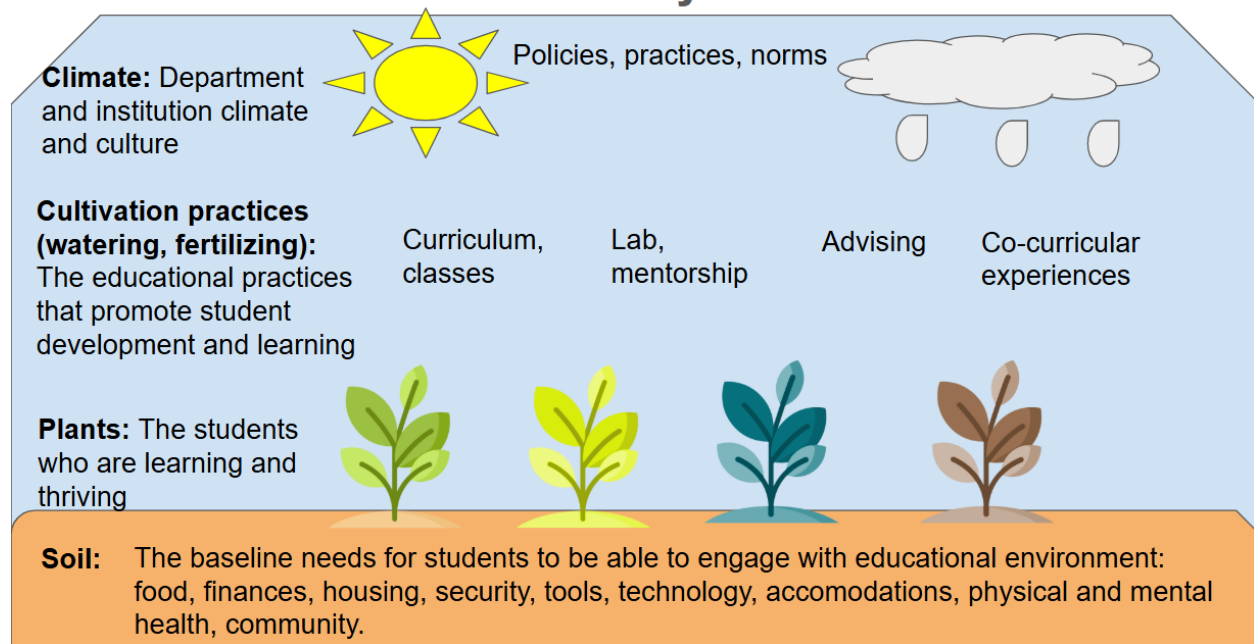 Climate: Department
and institution climate
and culture
Policies, practices, norms
Cultivation practices
(watering, fertilizing):
The educational practices
that promote student
development and learning
Curriculum,
classes
Lab,
mentorship
Advising
Co-curricular
experiences
Plants: The students
who are learning and
thriving
Soil: The baseline needs for students to be able to engage with educational environment:
food, finances, housing, security, tools, technology, accomodations, physical and mental
health, community.